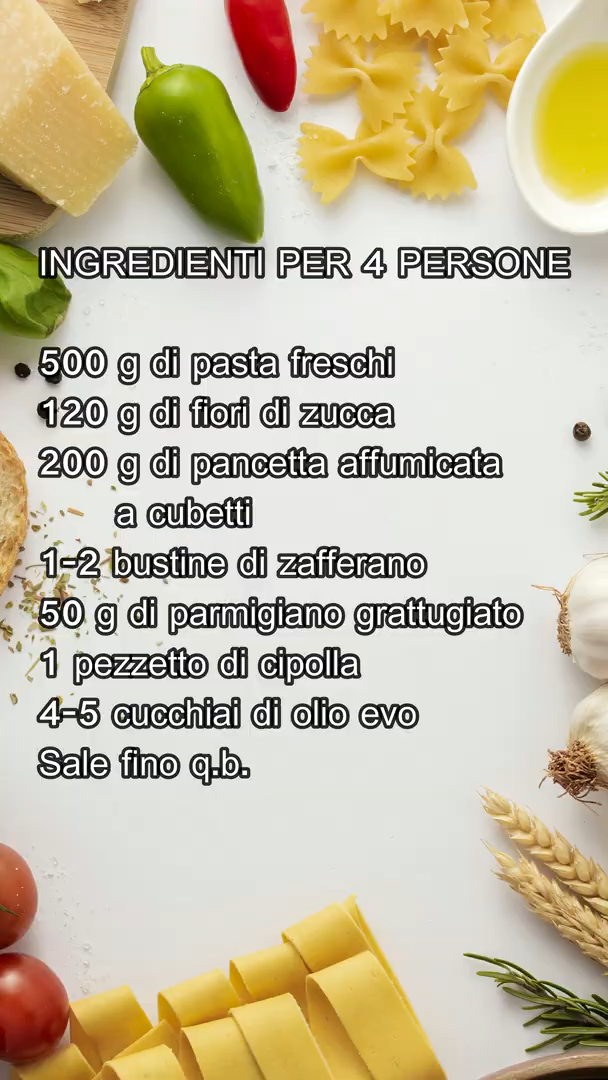 INGREDIENTI PER 4 PERSONE
500 g di pasta freschi
120 g di fiori di zucca
200 g di pancetta affumicata
a cubetti
1-2 bustine di zafferano
50 g di parmigiano grattugiato
1 pezzetto di cipolla
4-5 cucchiai di olio evo
Sale fino q.b.